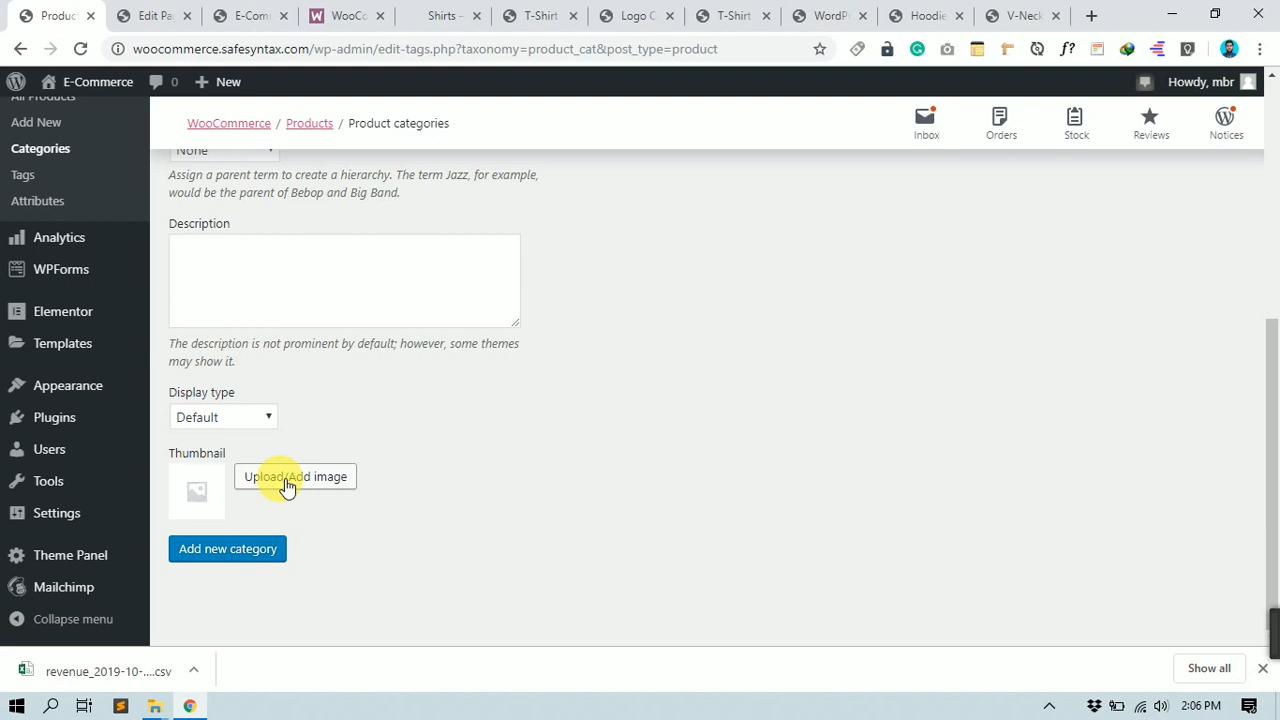 Produc
Edit Pa
E-Com
WooCo
Shirts –
T-Shirt
Logo C
T-Shirt
WordP
Hoodie
V-Neck
woocommerce.safesyntax.com/wp-admin/edit-tags.php?taxonomy=product_cat&post_type=product
E-Commerce 0 New Howdy, mbr
All Products
Add New
Categories
Tags
Attributes
Analytics
WPForms
Elementor
Templates
Appearance
Plugins
Users
Tools
Settings
Theme Panel
Mailchimp
Collapse menu
WooCommerce / Products / Product categories
Inbox
Orders
Stock
Reviews
Notices
None
Assign a parent term to create a hierarchy. The term Jazz, for example,
would be the parent of Bebop and Big Band.
Description
The description is not prominent by default; however, some themes
may show it.
Display type
Default
Thumbnail
Upload/Add image
Add new category
revenue_2019-10-....csv
Show all
2:06 PM